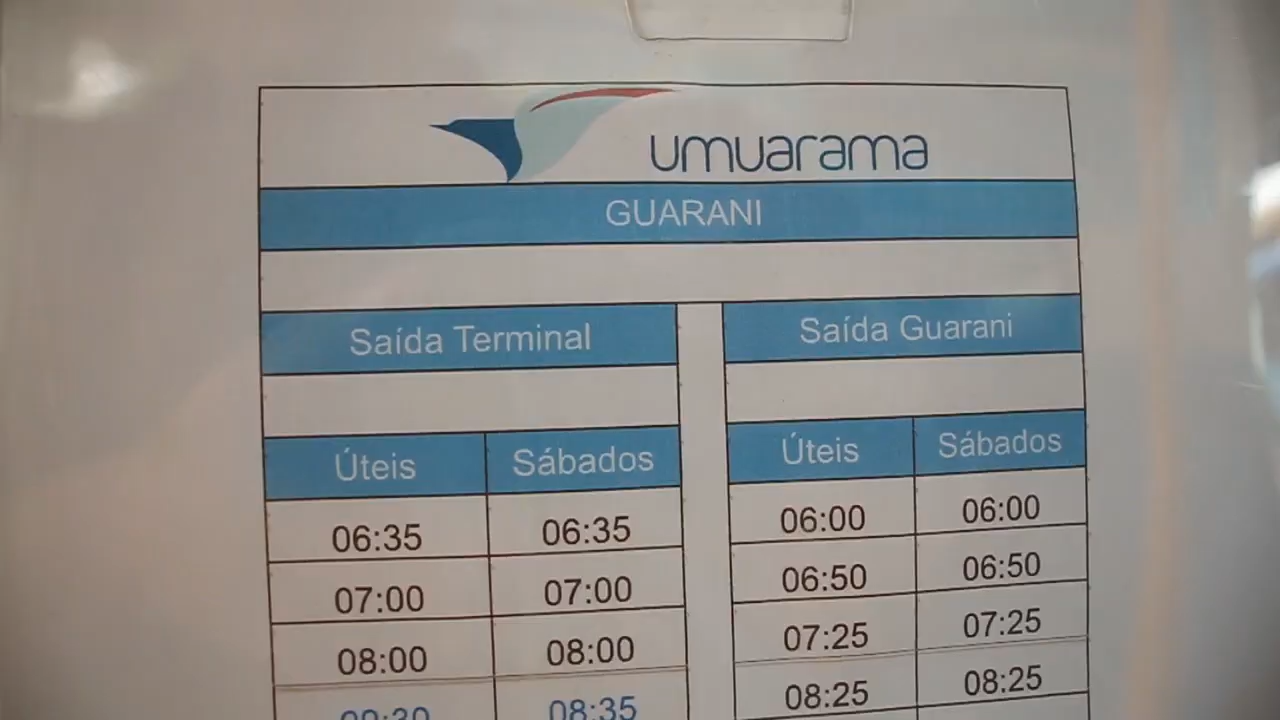 umuarama
GUARANI
Saída Terminal Saída Guarani
Úteis Sábados Úteis Sábados
06:35 06:35 06:00 06:00
07:00 07:00 06:50 06:50
08:00 08:00 07:25 07:25
08:35 08:25 08:25